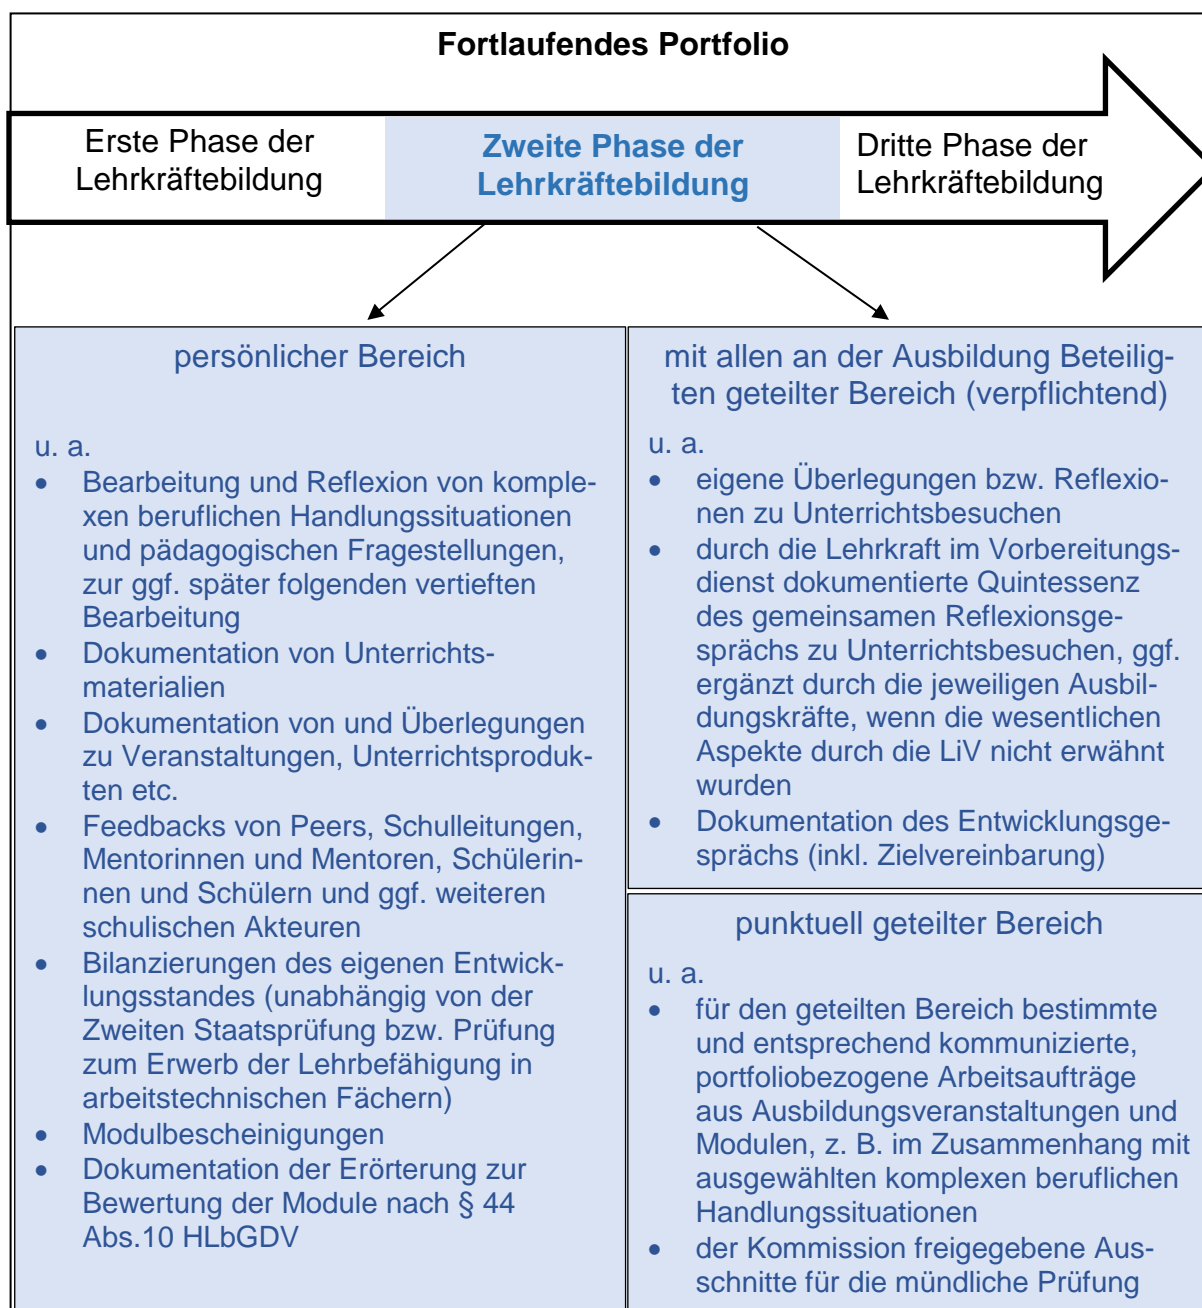 Fortlaufendes Portfolio
Erste Phase der
Lehrkräftebildung
Zweite Phase der
Lehrkräftebildung
Dritte Phase der
Lehrkräftebildung
persönlicher Bereich
u. a.
• Bearbeitung und Reflexion von komple-
xen beruflichen Handlungssituationen
und pädagogischen Fragestellungen,
zur ggf. später folgenden vertieften
Bearbeitung
• Dokumentation von Unterrichts-
materialien
• Dokumentation von und Überlegungen
zu Veranstaltungen, Unterrichtsproduk-
ten etc.
• Feedbacks von Peers, Schulleitungen,
Mentorinnen und Mentoren, Schülerin-
nen und Schülern und ggf. weiteren
schulischen Akteuren
• Bilanzierungen des eigenen Entwick-
lungsstandes (unabhängig von der
Zweiten Staatsprüfung bzw. Prüfung
zum Erwerb der Lehrbefähigung in
arbeitstechnischen Fächern)
• Modulbescheinigungen
• Dokumentation der Erörterung zur
Bewertung der Module nach § 44
Abs.10 HLbGDV
mit allen an der Ausbildung Beteilig-
ten geteilter Bereich (verpflichtend)
u. a.
• eigene Überlegungen bzw. Reflexio-
nen zu Unterrichtsbesuchen
• durch die Lehrkraft im Vorbereitungs-
dienst dokumentierte Quintessenz
des gemeinsamen Reflexionsge-
sprächs zu Unterrichtsbesuchen, ggf.
ergänzt durch die jeweiligen Ausbil-
dungskräfte, wenn die wesentlichen
Aspekte durch die LiV nicht erwähnt
wurden
• Dokumentation des Entwicklungsge-
sprächs (inkl. Zielvereinbarung)
punktuell geteilter Bereich
u. a.
• für den geteilten Bereich bestimmte
und entsprechend kommunizierte,
portfoliobezogene Arbeitsaufträge
aus Ausbildungsveranstaltungen und
Modulen, z. B. im Zusammenhang mit
ausgewählten komplexen beruflichen
Handlungssituationen
• der Kommission freigegebene Aus-
schnitte für die mündliche Prüfung